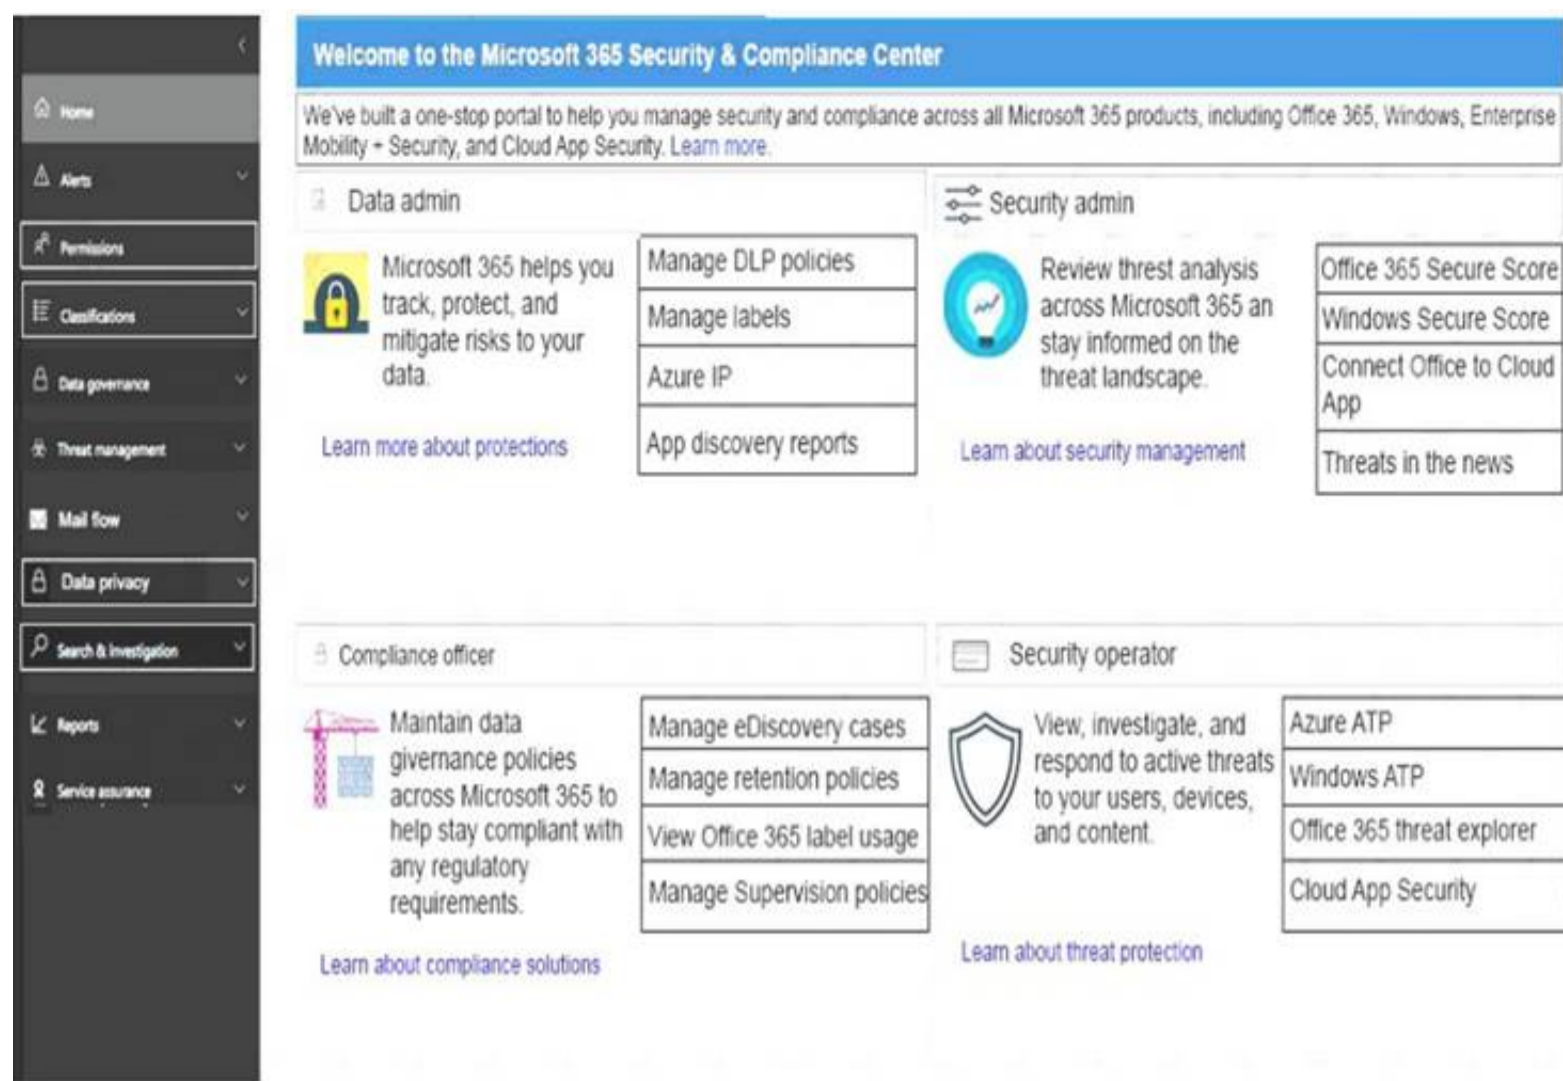 Welcome to the Microsoft 365 Security & Compliance Center
We've built a one-stop portal to help you manage security and compliance across all Microsoft 365 products, including Office 365, Windows, Enterprise
Mobility + Security, and Cloud App Security. Learn more.
Home
Alerts
Permissions
Classifications
Data governance
Threat management
Mail flow
Data privacy
Search & investigation
Reports
Service assurance
Data admin
Microsoft 365 helps you
track, protect, and
mitigate risks to your
data.
Learn more about protections
Manage DLP policies
Manage labels
Azure IP
App discovery reports
Security admin
Review threst analysis
across Microsoft 365 an
stay informed on the
threat landscape.
Learn about security management
Office 365 Secure Score
Windows Secure Score
Connect Office to Cloud
App
Threats in the news
Compliance officer
Maintain data
givernance policies
across Microsoft 365 to
help stay compliant with
any regulatory
requirements.
Learn about compliance solutions
Manage eDiscovery cases
Manage retention policies
View Office 365 label usage
Manage Supervision policies
Security operator
View, investigate, and
respond to active threats
to your users, devices,
and content.
Learn about threat protection
Azure ATP
Windows ATP
Office 365 threat explorer
Cloud App Security